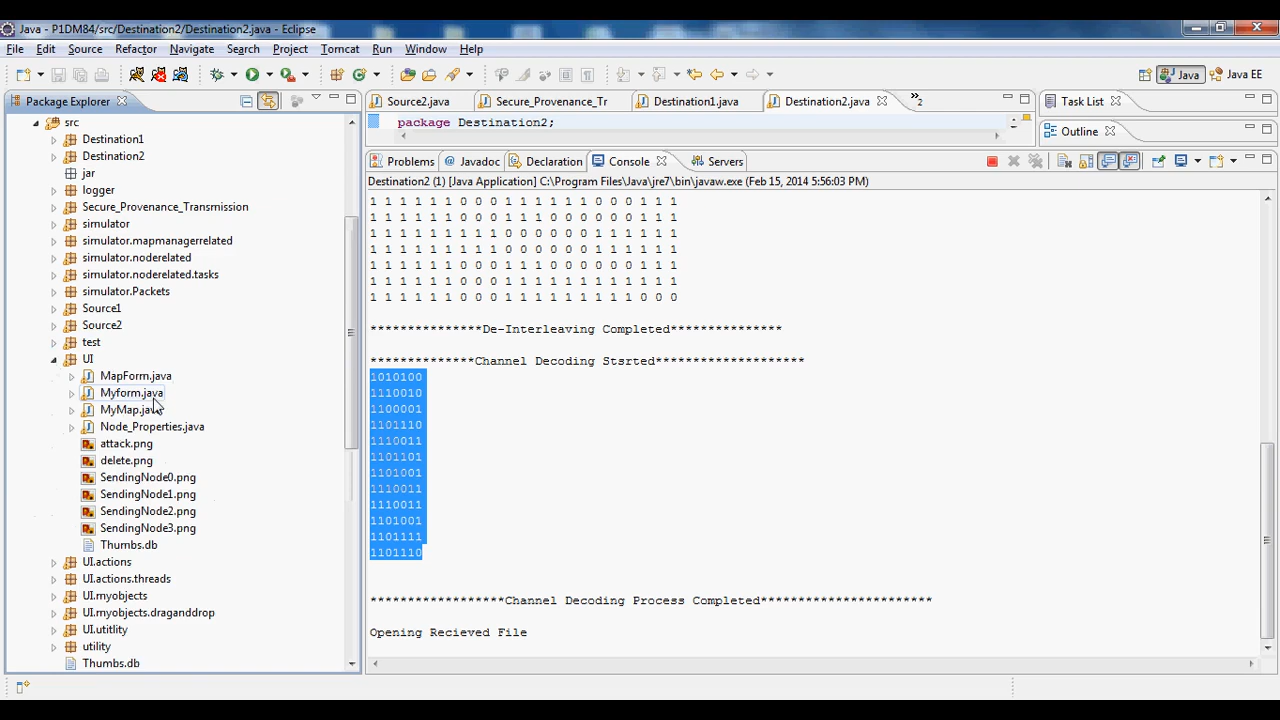 Java - P1DM84/src/Destination2/Destination2.java - Eclipse
File Edit Source Refactor Navigate Search Project Tomcat Run Window Help
Java Java EE
Package Explorer
src
Destination1
Destination2
jar
logger
Secure_Provenance_Transmission
simulator
simulator.mapmanagerrelated
simulator.noderelated
simulator.noderelated.tasks
simulator.Packets
Source1
Source2
test
UI
MapForm.java
Myform.java
MyMap.java
Node_Properties.java
attack.png
delete.png
SendingNode0.png
SendingNode1.png
SendingNode2.png
SendingNode3.png
Thumbs.db
UI.actions
UI.actions.threads
UI.myobjects
UI.myobjects.draganddrop
UI.utitlity
utility
Thumbs.db
Source2.java Secure_Provenance_Tr Destination1.java Destination2.java »2
package Destination2;
Problems Javadoc Declaration Console Servers
Destination2 (1) [Java Application] C:\Program Files\Java\jre7\bin\javaw.exe (Feb 15, 2014 5:56:03 PM)
1 1 1 1 1 1 0 0 0 1 1 1 1 1 1 0 0 0 1 1 1
1 1 1 1 1 1 0 0 0 1 1 1 0 0 0 0 0 0 1 1 1
1 1 1 1 1 1 1 1 1 0 0 0 0 0 0 1 1 1 1 1 1
1 1 1 1 1 1 1 1 1 0 0 0 1 1 1 0 0 0 1 1 1
1 1 1 1 1 1 0 0 0 1 1 1 0 0 0 0 0 0 1 1 1
1 1 1 1 1 1 0 0 0 1 1 1 1 1 1 1 1 1 1 1 1
1 1 1 1 1 1 0 0 0 1 1 1 1 1 1 1 1 1 0 0 0
***************De-Interleaving Completed***************
**************Channel Decoding Stsrted********************
1010100
1110010
1100001
1101110
1110011
1101101
1101001
1110011
1110011
1101001
1101111
1101110
******************Channel Decoding Process Completed***********************
Opening Recieved File
Task List
Outline